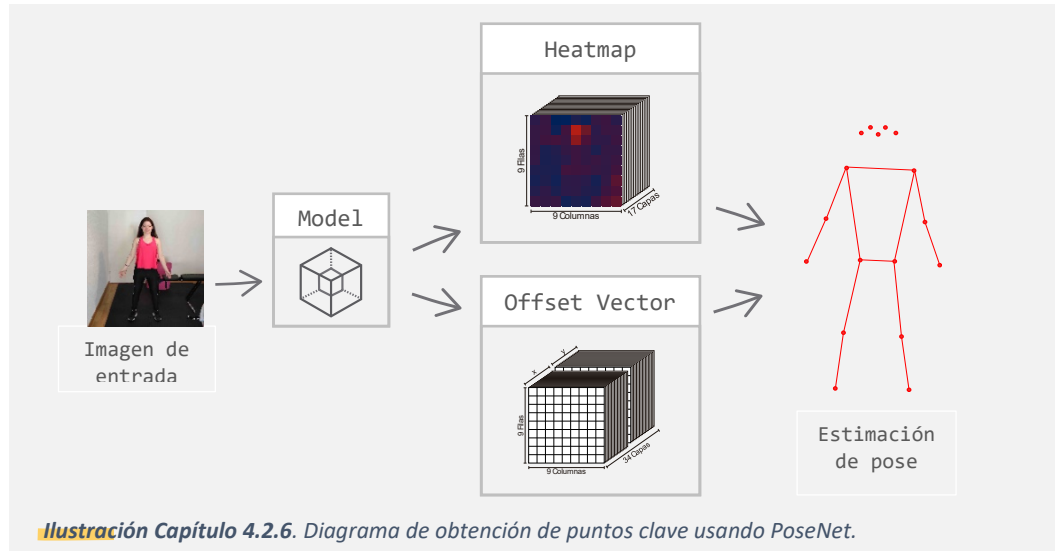 Heatmap
9 Filas
9 Columnas
17 Capas
Model
Imagen de
entrada
Offset Vector
x
y
9 Filas
9 Columnas
34 Capas
Estimación
de pose
Ilustración Capítulo 4.2.6. Diagrama de obtención de puntos clave usando PoseNet.